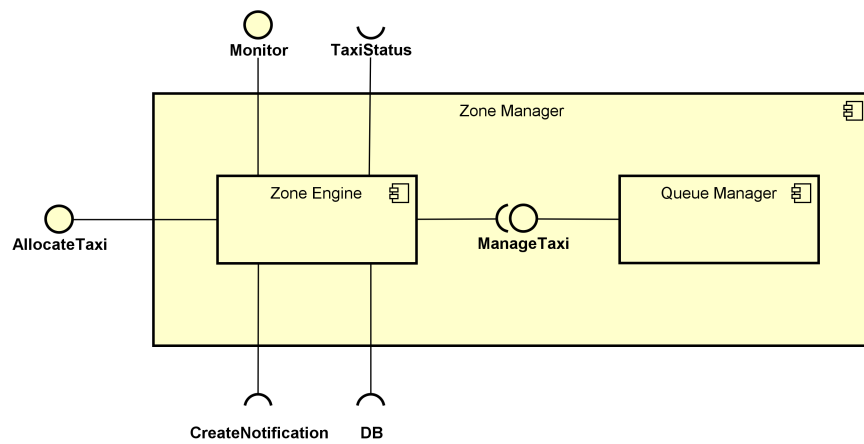 Monitor
TaxiStatus
Zone Manager
Zone Engine
Queue Manager
AllocateTaxi
ManageTaxi
CreateNotification
DB